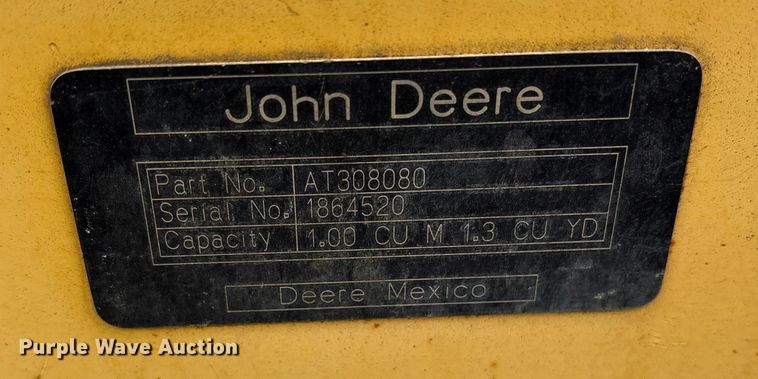 John Deere
Part No. AT308080
Serial No. 1864520
Capacity 1.00 CU M 1.3 CU YD
Deere Mexico
Purple Wave Auction